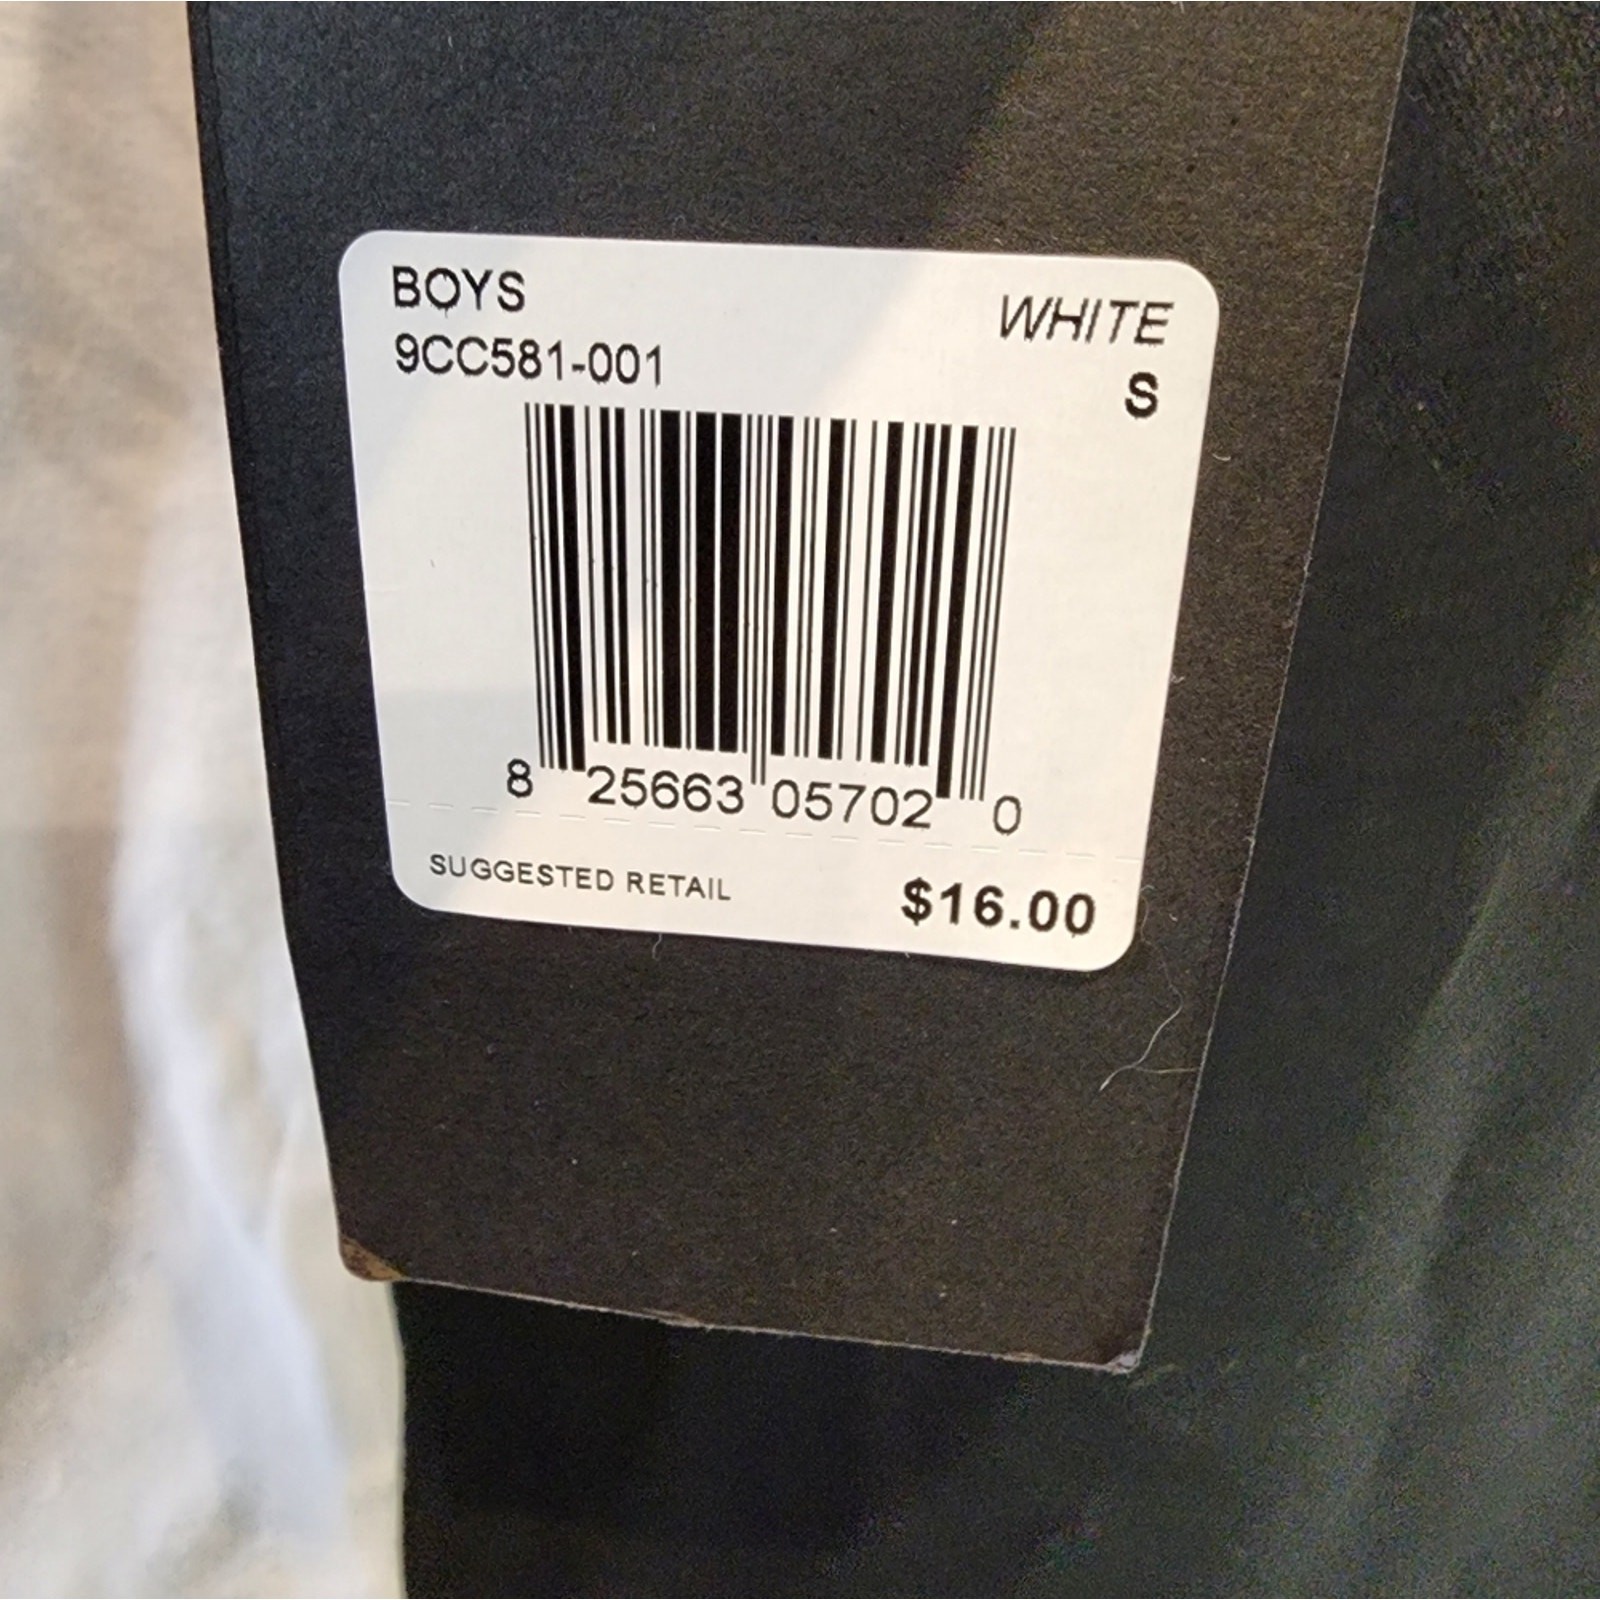 BOYS
WHITE
9CC581-001
S
8 25663 05702 0
SUGGESTED RETAIL
$16.00